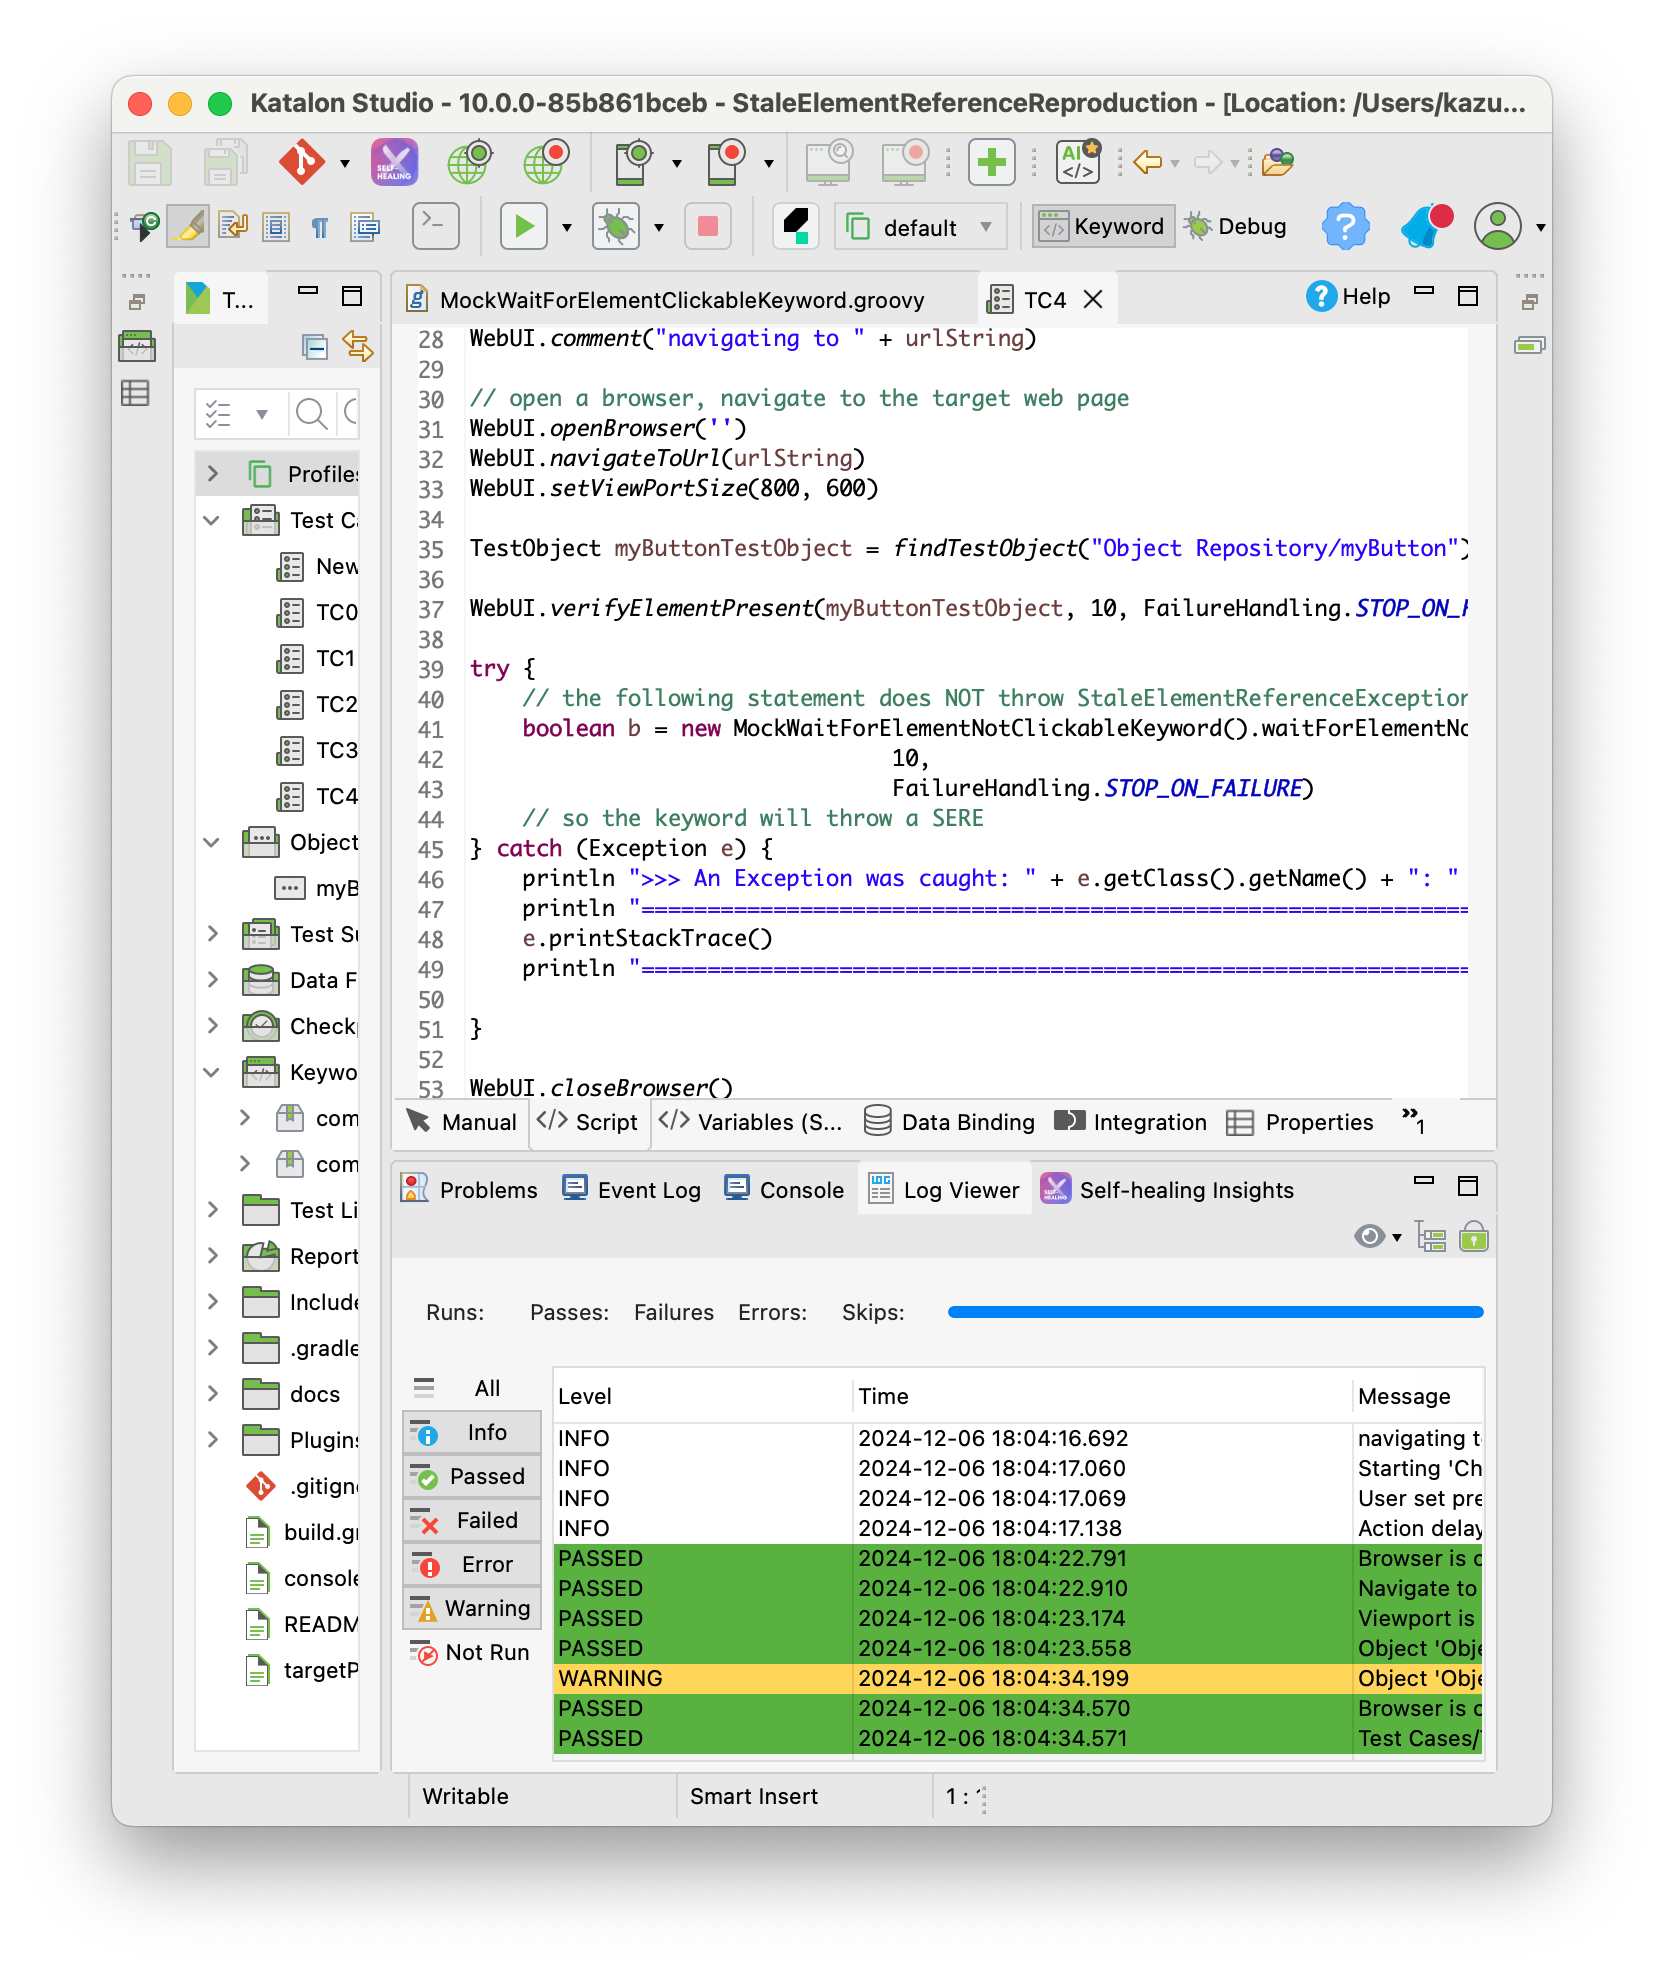 Katalon Studio - 10.0.0-85b861bceb - StaleElementReferenceReproduction - [Location: /Users/kazu...
SELF-HEALING
AI
default
Keyword
Debug
T...
MockWaitForElementClickableKeyword.groovy
TC4
Help
Profiles
Test Ca
New
TC0
TC1
TC2
TC3
TC4
Object
myB
Test Su
Data F
Check
Keywo
com
com
Test Li
Report
Include
.gradle
docs
Plugins
.gitign
build.gr
console
READM
targetP
28 WebUI.comment("navigating to " + urlString)
29
30 // open a browser, navigate to the target web page
31 WebUI.openBrowser('')
32 WebUI.navigateToUrl(urlString)
33 WebUI.setViewPortSize(800, 600)
34
35 TestObject myButtonTestObject = findTestObject("Object Repository/myButton")
36
37 WebUI.verifyElementPresent(myButtonTestObject, 10, FailureHandling.STOP_ON_F
38
39 try {
40 // the following statement does NOT throw StaleElementReferenceException
41 boolean b = new MockWaitForElementNotClickableKeyword().waitForElementNo
42 10,
43 FailureHandling.STOP_ON_FAILURE)
44 // so the keyword will throw a SERE
45 } catch (Exception e) {
46 println ">>> An Exception was caught: " + e.getClass().getName() + ": "
47 println "===============================================================
48 e.printStackTrace()
49 println "===============================================================
50
51 }
52
53 WebUI.closeBrowser()
Manual
Script
Variables (S...
Data Binding
Integration
Properties
»1
Problems
Event Log
Console
Log Viewer
Self-healing Insights
Runs: Passes: Failures Errors: Skips:
All
Info
Passed
Failed
Error
Warning
Not Run
Level Time Message
INFO 2024-12-06 18:04:16.692 navigating t
INFO 2024-12-06 18:04:17.060 Starting 'Ch
INFO 2024-12-06 18:04:17.069 User set pre
INFO 2024-12-06 18:04:17.138 Action delay
PASSED 2024-12-06 18:04:22.791 Browser is o
PASSED 2024-12-06 18:04:22.910 Navigate to
PASSED 2024-12-06 18:04:23.174 Viewport is
PASSED 2024-12-06 18:04:23.558 Object 'Obje
WARNING 2024-12-06 18:04:34.199 Object 'Obje
PASSED 2024-12-06 18:04:34.570 Browser is c
PASSED 2024-12-06 18:04:34.571 Test Cases/
Writable
Smart Insert
1 :